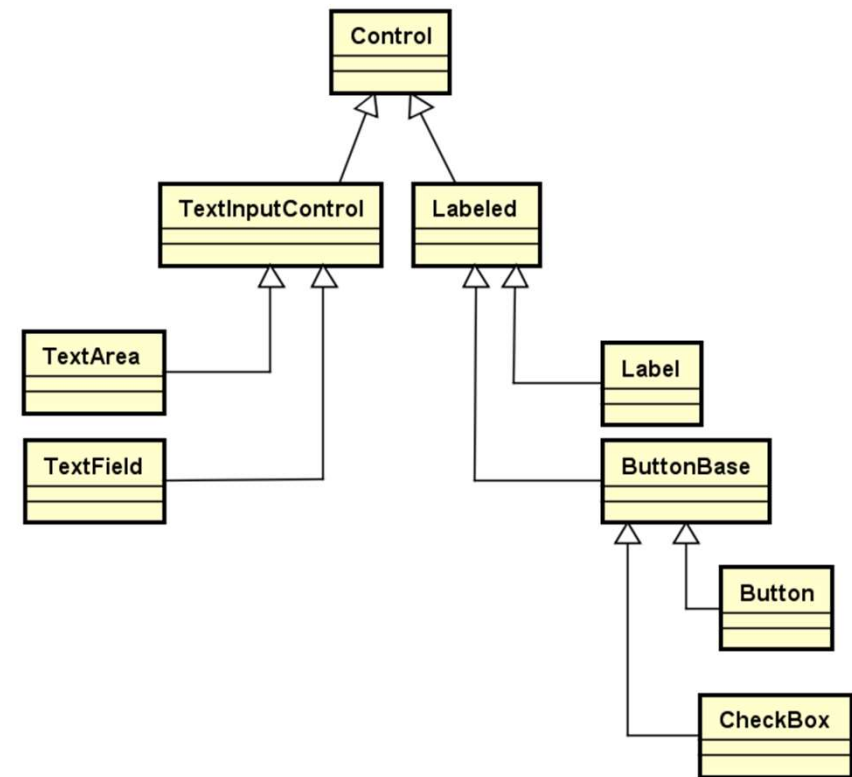 Control
TextInputControl
Labeled
TextArea
Label
TextField
ButtonBase
Button
CheckBox